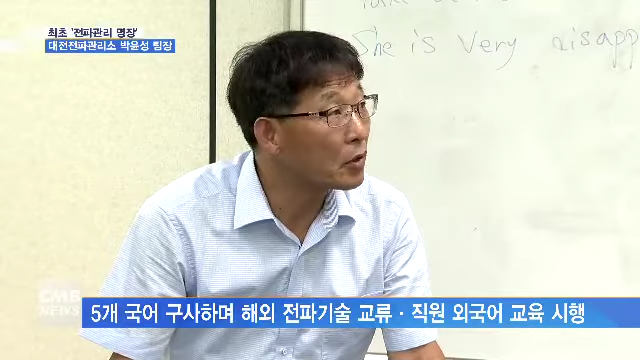 최초 '전파관리 명장'
대전전파관리소 박윤성 팀장
She is very disapp
CMB
NEWS
5개 국어 구사하며 해외 전파기술 교류 · 직원 외국어 교육 시행